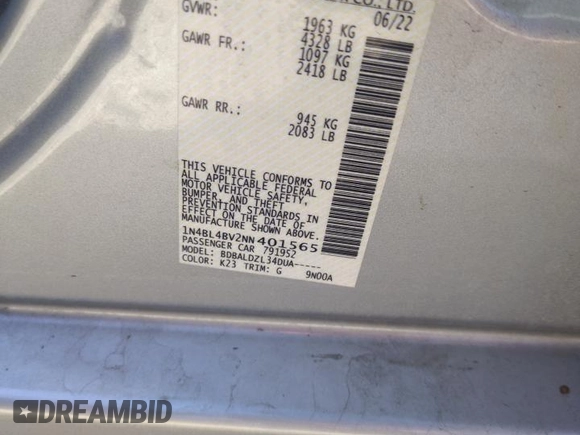 CO., LTD.
06/22
GVWR: 1963 KG
4328 LB
GAWR FR.: 1097 KG
2418 LB
GAWR RR.: 945 KG
2083 LB
THIS VEHICLE CONFORMS TO
ALL APPLICABLE FEDERAL
MOTOR VEHICLE SAFETY,
BUMPER, AND THEFT
PREVENTION STANDARDS IN
EFFECT ON THE DATE OF
MANUFACTURE SHOWN ABOVE.
1N4BL4BV2NN401565
PASSENGER CAR 791952
MODEL: BDBALDZL34DUA-----
COLOR: K23 TRIM: G 9N00A
DREAMBID